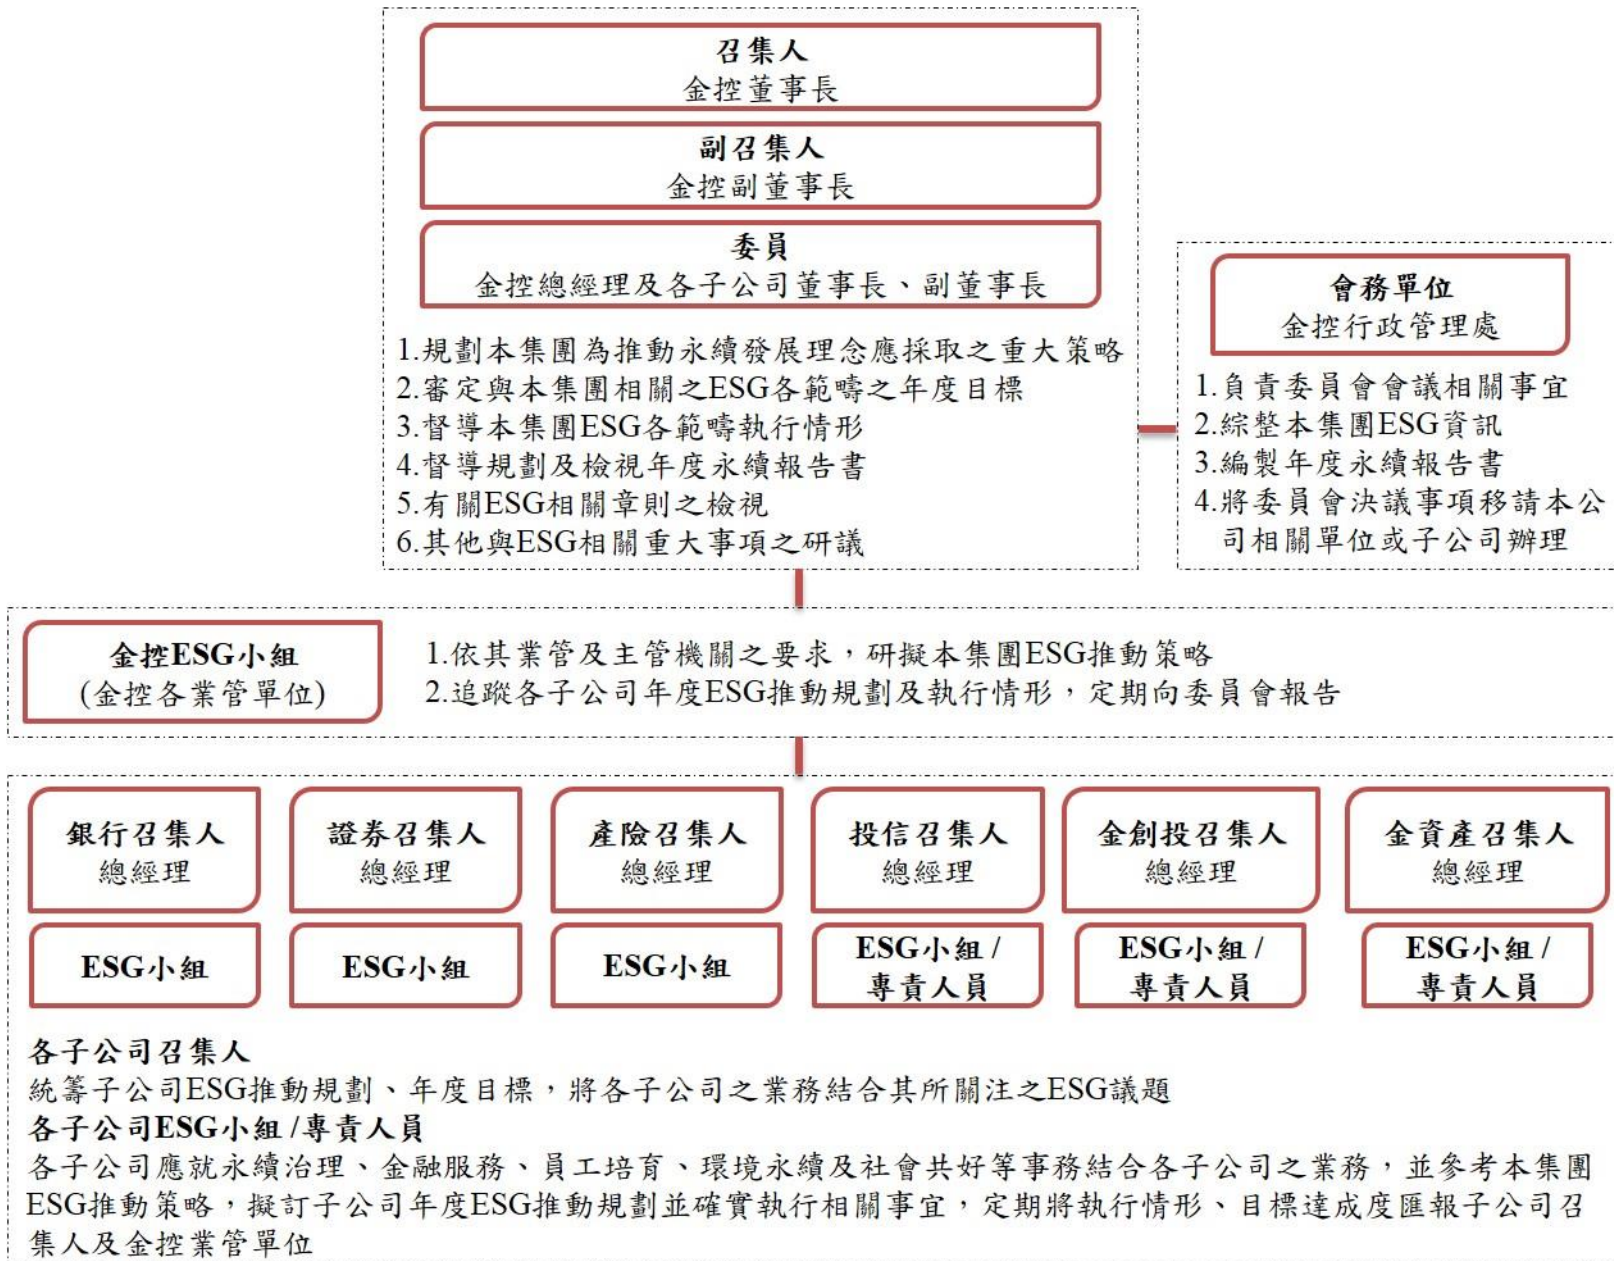 召集人
金控董事長
副召集人
金控副董事長
委員
金控總經理及各子公司董事長、副董事長
1.規劃本集團為推動永續發展理念應採取之重大策略
2.審定與本集團相關之ESG各範疇之年度目標
3.督導本集團ESG各範疇執行情形
4.督導規劃及檢視年度永續報告書
5.有關ESG相關章則之檢視
6.其他與ESG相關重大事項之研議
會務單位
金控行政管理處
1.負責委員會會議相關事宜
2.綜整本集團ESG資訊
3.編製年度永續報告書
4.將委員會決議事項移請本公
司相關單位或子公司辦理
金控ESG小組
(金控各業管單位)
1.依其業管及主管機關之要求，研擬本集團ESG推動策略
2.追蹤各子公司年度ESG推動規劃及執行情形，定期向委員會報告
銀行召集人
總經理
證券召集人
總經理
產險召集人
總經理
投信召集人
總經理
金創投召集人
總經理
金資產召集人
總經理
ESG小組
ESG小組
ESG小組
ESG小組 /
專責人員
ESG小組 /
專責人員
ESG小組 /
專責人員
各子公司召集人
統籌子公司ESG推動規劃、年度目標，將各子公司之業務結合其所關注之ESG議題
各子公司ESG小組 /專責人員
各子公司應就永續治理、金融服務、員工培育、環境永續及社會共好等事務結合各子公司之業務，並參考本集團
ESG推動策略，擬訂子公司年度ESG推動規劃並確實執行相關事宜，定期將執行情形、目標達成度匯報子公司召
集人及金控業管單位